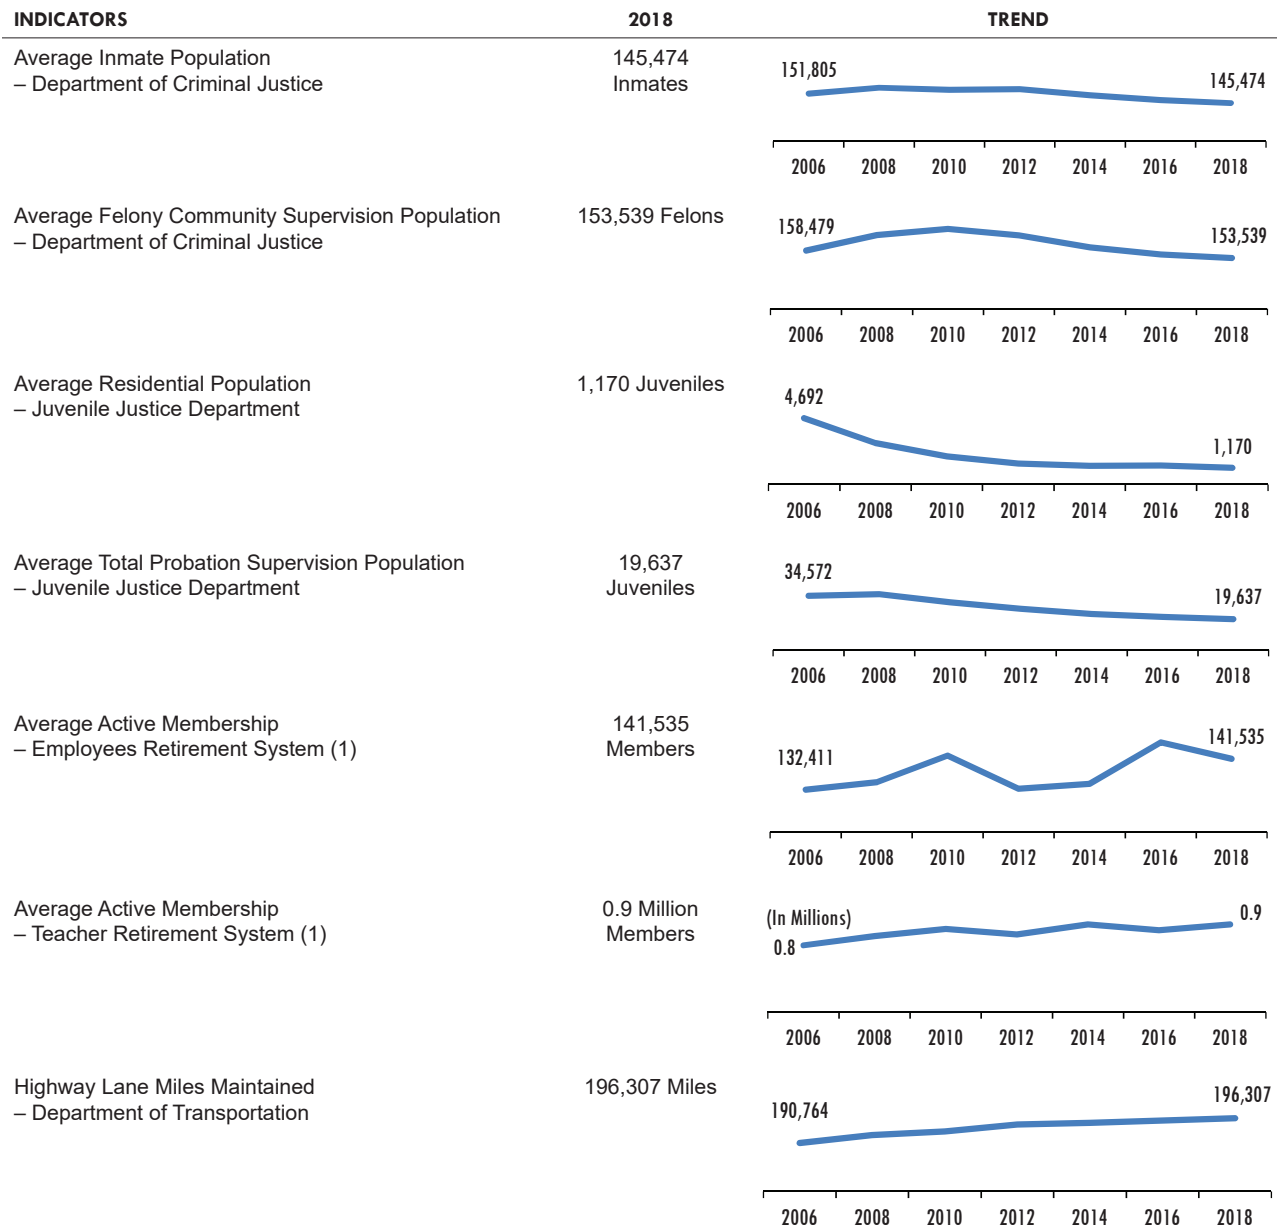 INDICATORS 2018 TREND
Average Inmate Population 145,474
– Department of Criminal Justice Inmates
151,805 145,474
2006 2008 2010 2012 2014 2016 2018
Average Felony Community Supervision Population 153,539 Felons
– Department of Criminal Justice
158,479 153,539
2006 2008 2010 2012 2014 2016 2018
Average Residential Population 1,170 Juveniles
– Juvenile Justice Department
4,692 1,170
2006 2008 2010 2012 2014 2016 2018
Average Total Probation Supervision Population 19,637
– Juvenile Justice Department Juveniles
34,572 19,637
2006 2008 2010 2012 2014 2016 2018
Average Active Membership 141,535
– Employees Retirement System (1) Members
132,411 141,535
2006 2008 2010 2012 2014 2016 2018
Average Active Membership 0.9 Million
– Teacher Retirement System (1) Members
(In Millions) 0.9
0.8
2006 2008 2010 2012 2014 2016 2018
Highway Lane Miles Maintained 196,307 Miles
– Department of Transportation
190,764 196,307
2006 2008 2010 2012 2014 2016 2018